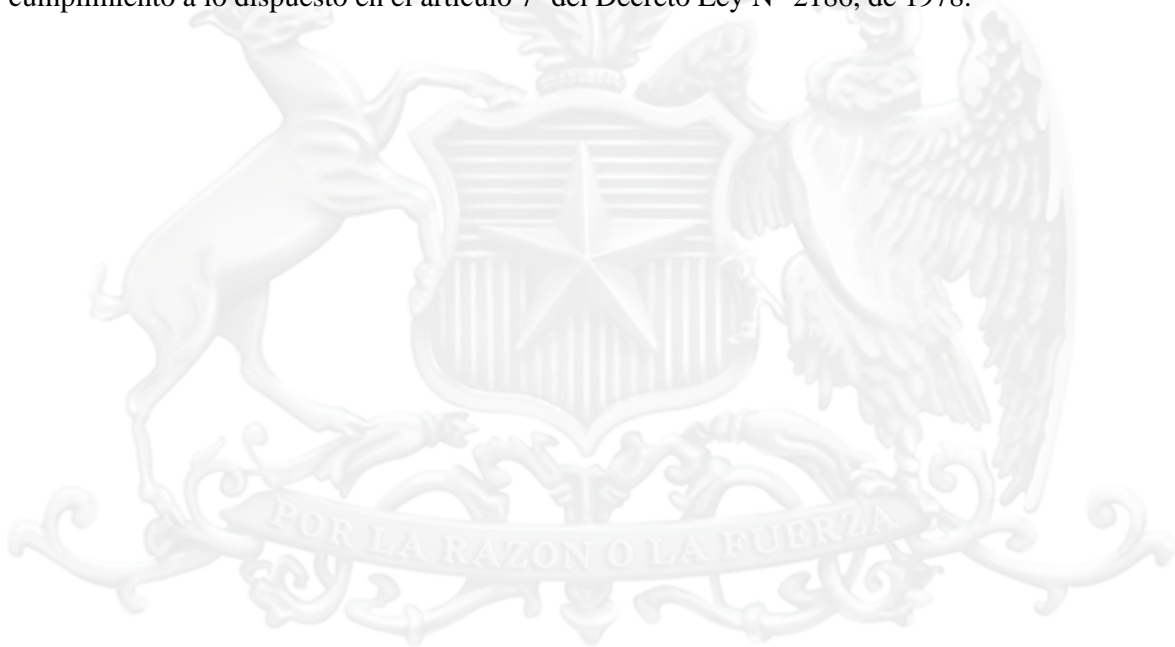 cumplimiento a lo dispuesto en el artículo 7° del Decreto Ley N° 2186, de 1978.
POR LA RAZON O LA FUERZA